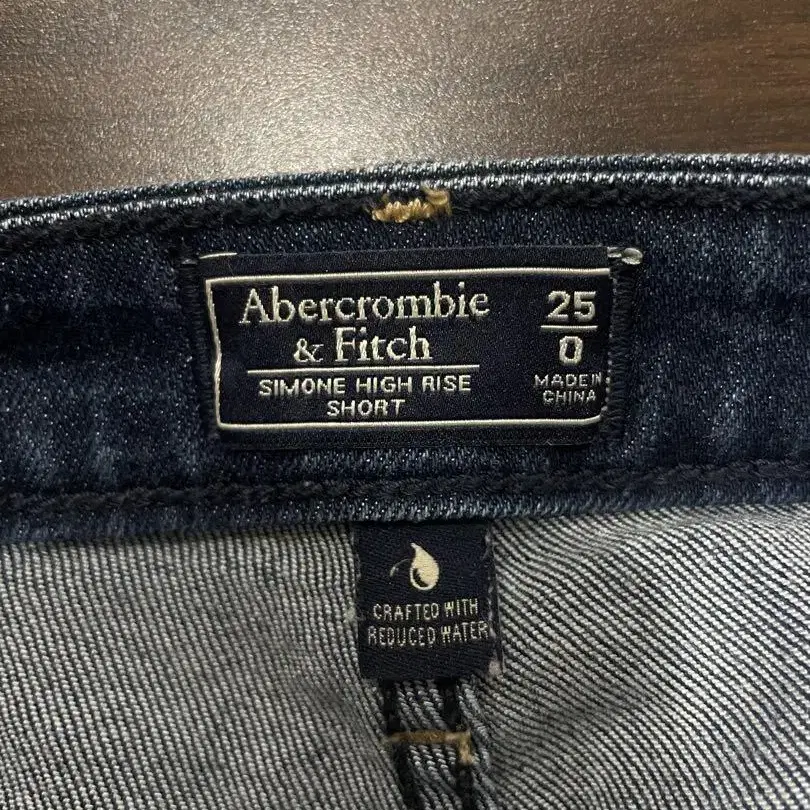 Abercrombie
& Fitch
SIMONE HIGH RISE
SHORT
25
0
MADE IN
CHINA
CRAFTED WITH
REDUCED WATER